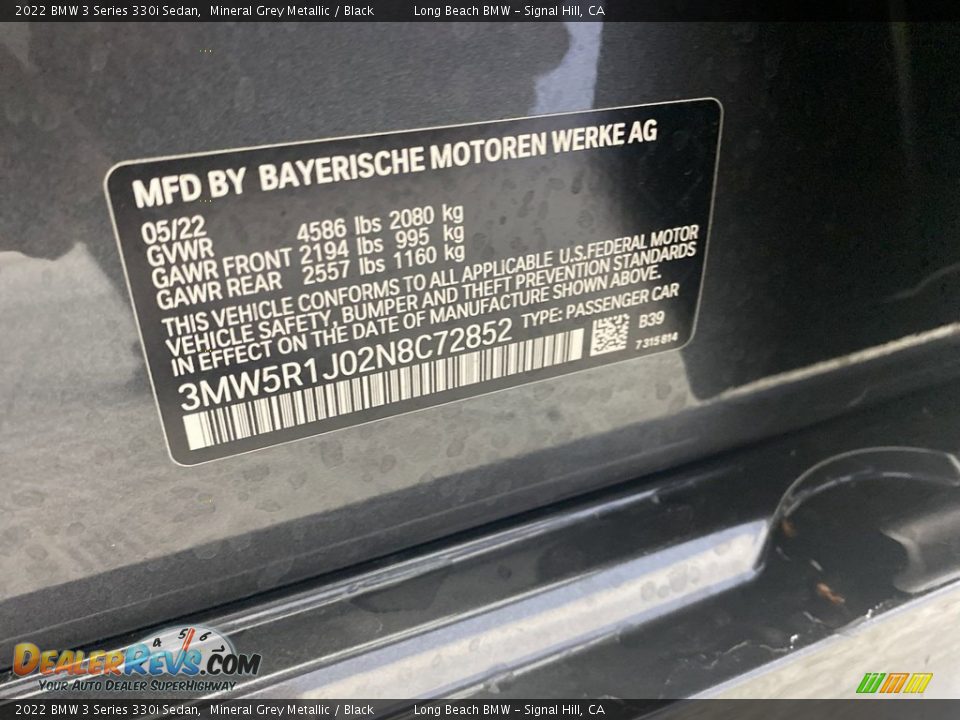 2022 BMW 3 Series 330i Sedan,  Mineral Grey Metallic / Black          Long Beach BMW - Signal Hill, CA
MFD BY BAYERISCHE MOTOREN WERKE AG
05/22
GVWR 4586 lbs 2080 kg
GAWR FRONT 2194 lbs 995 kg
GAWR REAR 2557 lbs 1160 kg
THIS VEHICLE CONFORMS TO ALL APPLICABLE U.S.FEDERAL MOTOR
VEHICLE SAFETY, BUMPER AND THEFT PREVENTION STANDARDS
IN EFFECT ON THE DATE OF MANUFACTURE SHOWN ABOVE.
3MW5R1J02N8C72852 TYPE: PASSENGER CAR
B39
7 315 814
4 5 6 7
DealerRevs.com
Your Auto Dealer SuperHighway
2022 BMW 3 Series 330i Sedan,  Mineral Grey Metallic / Black          Long Beach BMW - Signal Hill, CA